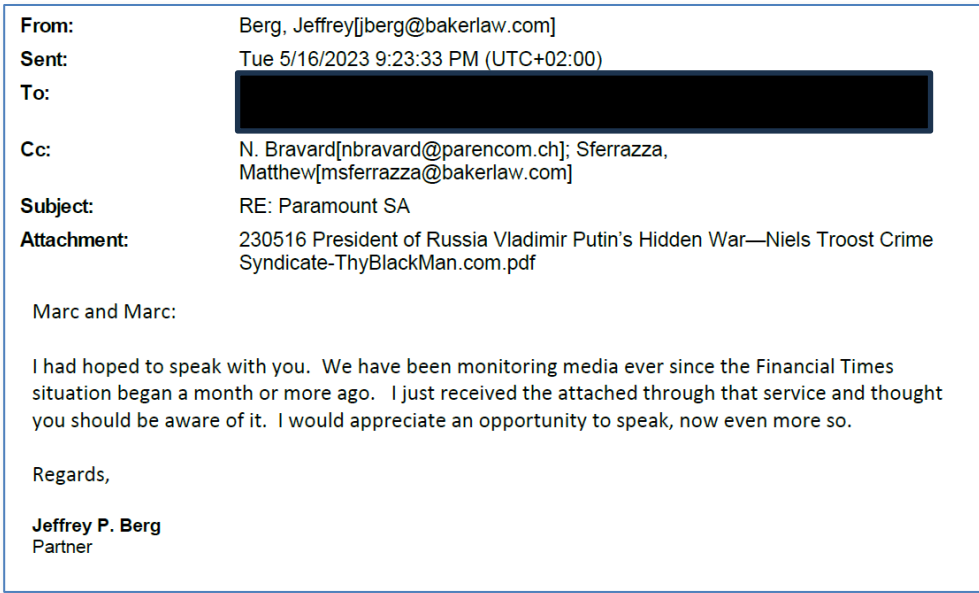 From: Berg, Jeffrey[jberg@bakerlaw.com]
Sent: Tue 5/16/2023 9:23:33 PM (UTC+02:00)
To:
Cc: N. Bravard[nbravard@parencom.ch]; Sferrazza,
Matthew[msferrazza@bakerlaw.com]
Subject: RE: Paramount SA
Attachment: 230516 President of Russia Vladimir Putin's Hidden War—Niels Troost Crime
Syndicate-ThyBlackMan.com.pdf
Marc and Marc:
I had hoped to speak with you.  We have been monitoring media ever since the Financial Times
situation began a month or more ago.   I just received the attached through that service and thought
you should be aware of it.  I would appreciate an opportunity to speak, now even more so.
Regards,
Jeffrey P. Berg
Partner